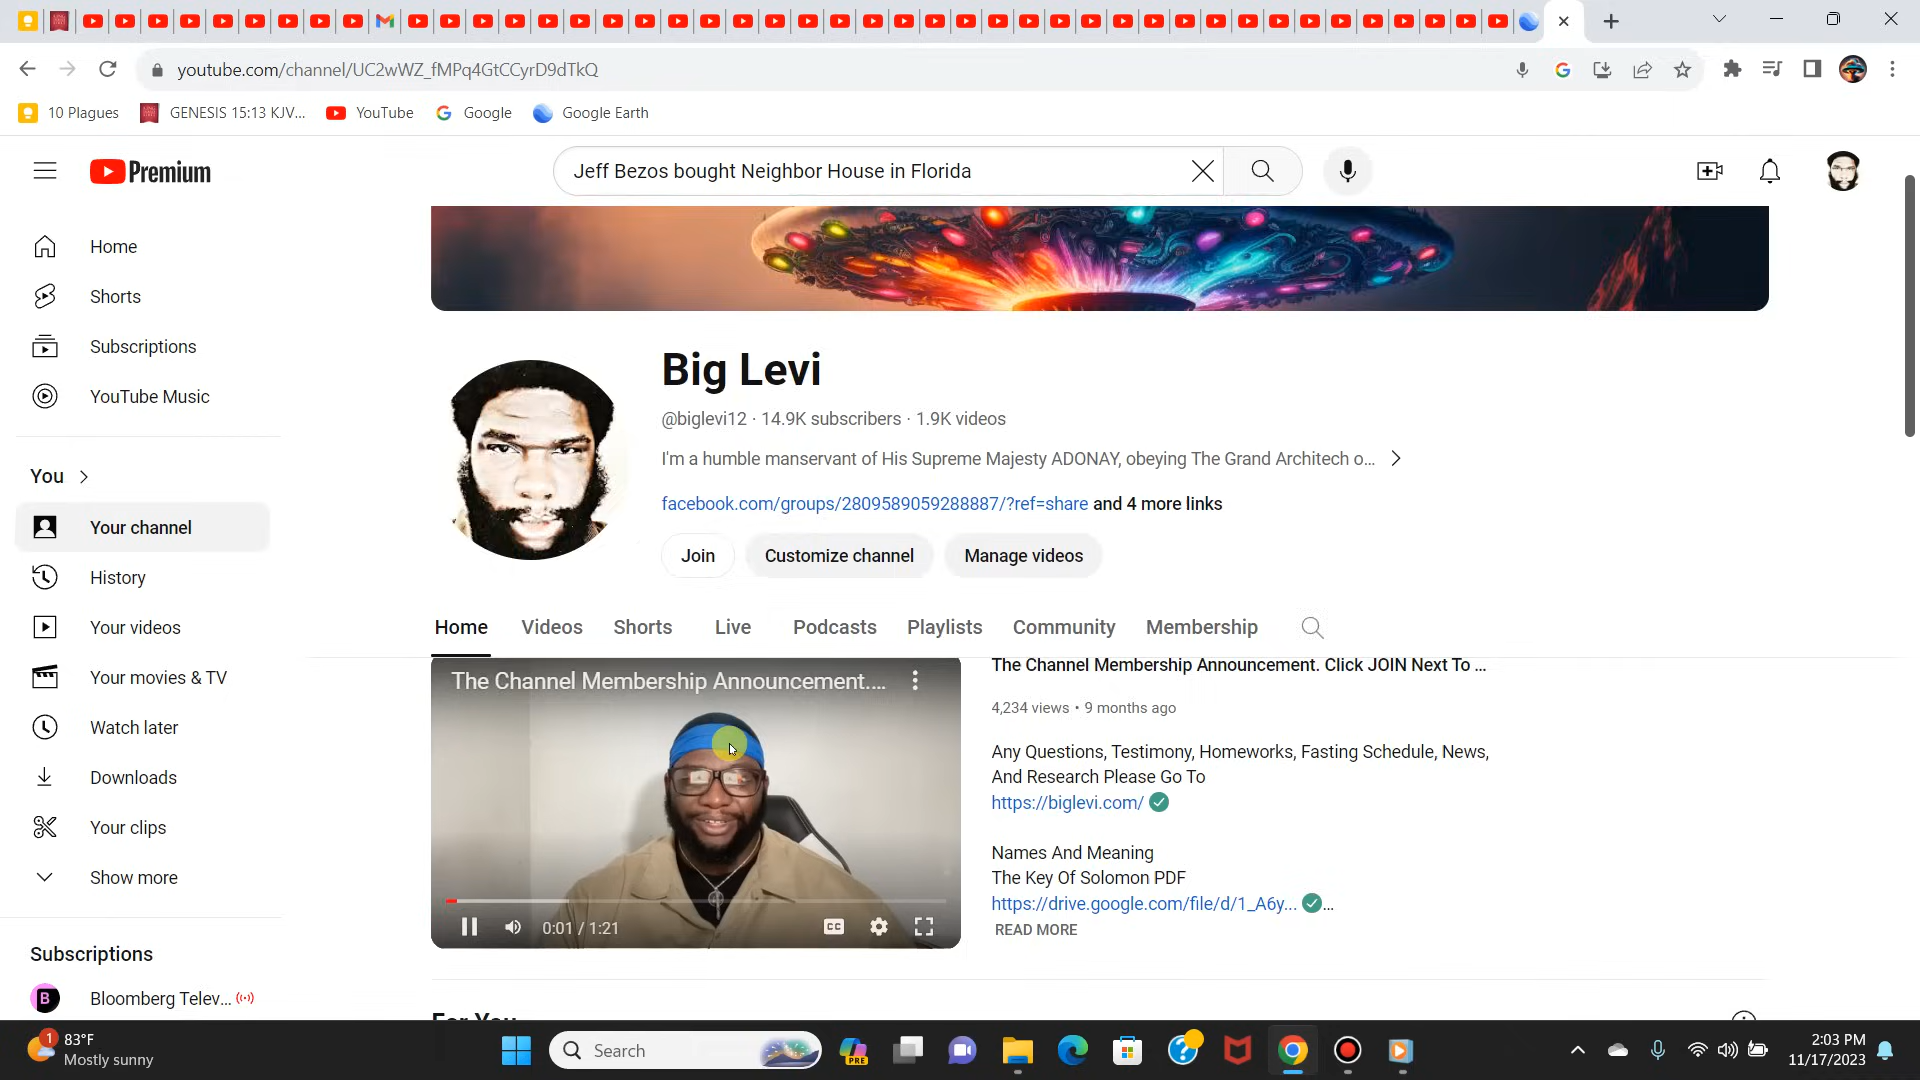 youtube.com/channel/UC2wWZ_fMPq4GtCCyrD9dTkQ
10 Plagues
GENESIS 15:13 KJV...
YouTube
Google
Google Earth
Premium
Jeff Bezos bought Neighbor House in Florida
Home
Shorts
Subscriptions
YouTube Music
You
Your channel
History
Your videos
Your movies & TV
Watch later
Downloads
Your clips
Show more
Subscriptions
B
Bloomberg Telev...
Big Levi
@biglevi12 · 14.9K subscribers · 1.9K videos
I'm a humble manservant of His Supreme Majesty ADONAY, obeying The Grand Architech o...
facebook.com/groups/2809589059288887/?ref=share and 4 more links
Join
Customize channel
Manage videos
Home
Videos
Shorts
Live
Podcasts
Playlists
Community
Membership
The Channel Membership Announcement....
0:01 / 1:21
CC
The Channel Membership Announcement. Click JOIN Next To ...
4,234 views • 9 months ago
Any Questions, Testimony, Homeworks, Fasting Schedule, News,
And Research Please Go To
https://biglevi.com/
Names And Meaning
The Key Of Solomon PDF
https://drive.google.com/file/d/1_A6y... ...
READ MORE
For You
1
83°F
Mostly sunny
Search
PRE
2:03 PM
11/17/2023